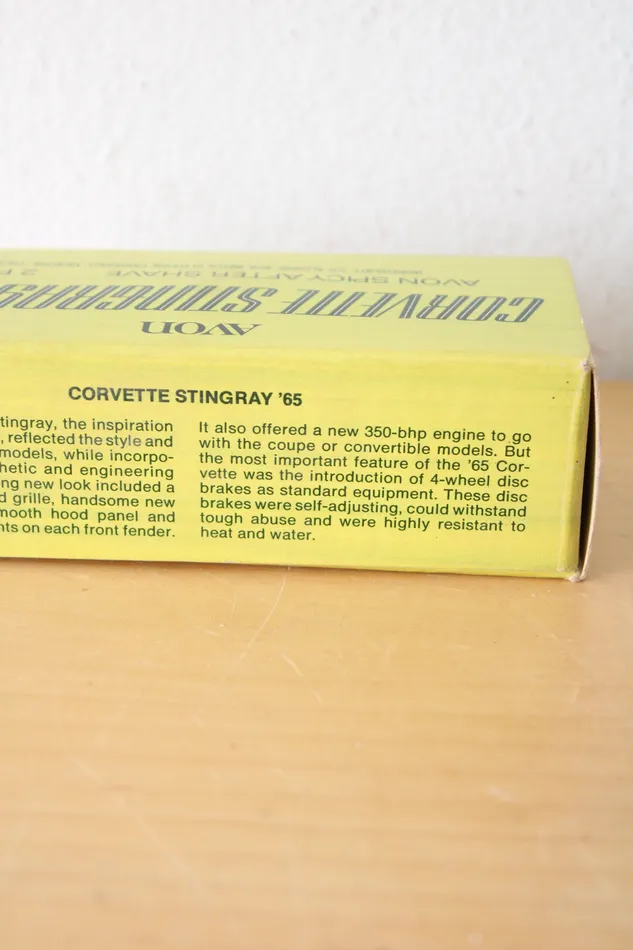 AVON
CORVETTE STINGRAY
AVON SPICY AFTER SHAVE 2
CORVETTE STINGRAY '65
tingray, the inspiration
, reflected the style and
models, while incorpo-
hetic and engineering
ng new look included a
d grille, handsome new
mooth hood panel and
nts on each front fender.
It also offered a new 350-bhp engine to go
with the coupe or convertible models. But
the most important feature of the '65 Cor-
vette was the introduction of 4-wheel disc
brakes as standard equipment. These disc
brakes were self-adjusting, could withstand
tough abuse and were highly resistant to
heat and water.